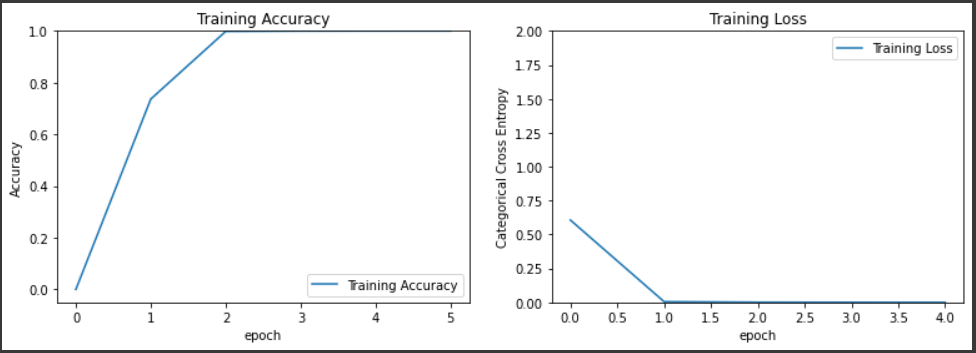 Training Accuracy
1.0
0.8
0.6
0.4
0.2
0.0
Accuracy
Training Accuracy
0 1 2 3 4 5
epoch
Training Loss
2.00
1.75
1.50
1.25
1.00
0.75
0.50
0.25
0.00
Categorical Cross Entropy
Training Loss
0.0 0.5 1.0 1.5 2.0 2.5 3.0 3.5 4.0
epoch